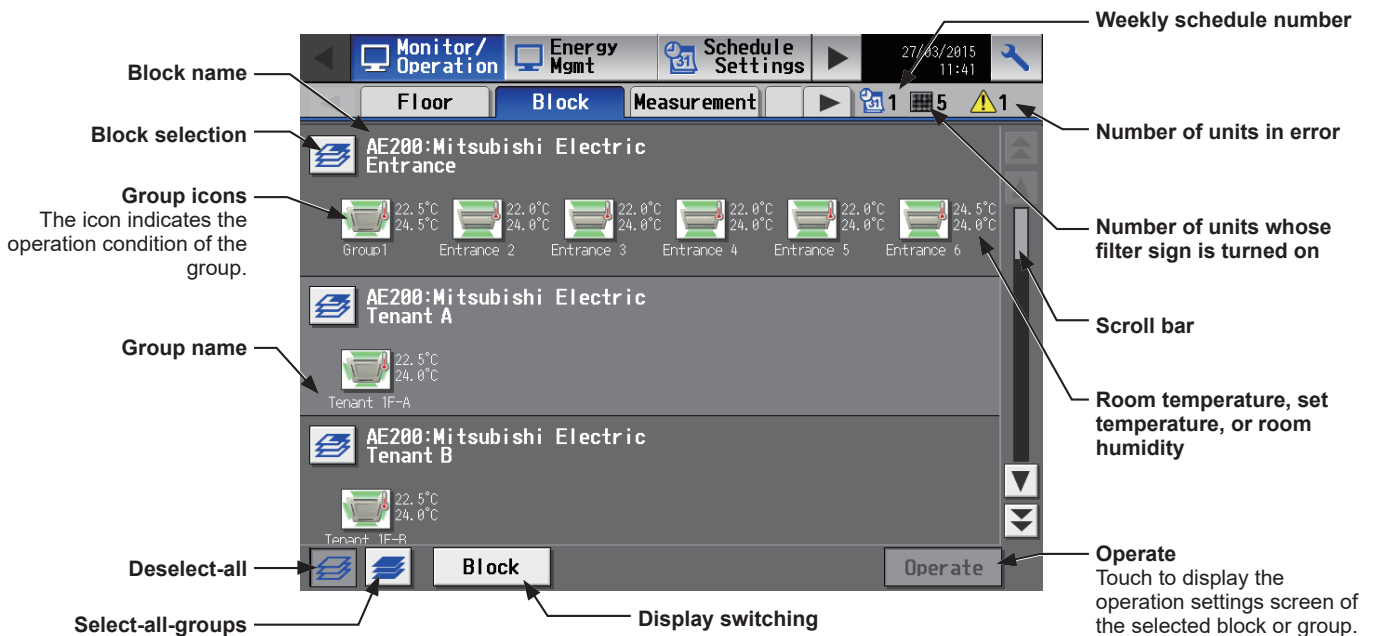 Weekly schedule number
Monitor/
Operation
Energy
Mgmt
31
Schedule
Settings
27/03/2015
11:41
Block name
Floor
Block
Measurement
31
1
5
1
Block selection
AE200:Mitsubishi Electric
Entrance
Number of units in error
Group icons
The icon indicates the
operation condition of the
group.
22.5°C
24.5°C
22.0°C
24.0°C
22.0°C
24.0°C
22.0°C
24.0°C
22.0°C
24.0°C
24.5°C
24.0°C
Group1
Entrance 2
Entrance 3
Entrance 4
Entrance 5
Entrance 6
Number of units whose
filter sign is turned on
AE200:Mitsubishi Electric
Tenant A
Scroll bar
Group name
22.5°C
24.0°C
Tenant 1F-A
Room temperature, set
temperature, or room
humidity
AE200:Mitsubishi Electric
Tenant B
22.5°C
24.0°C
Tenant 1F-B
Deselect-all
Block
Operate
Operate
Touch to display the
operation settings screen of
the selected block or group.
Select-all-groups
Display switching